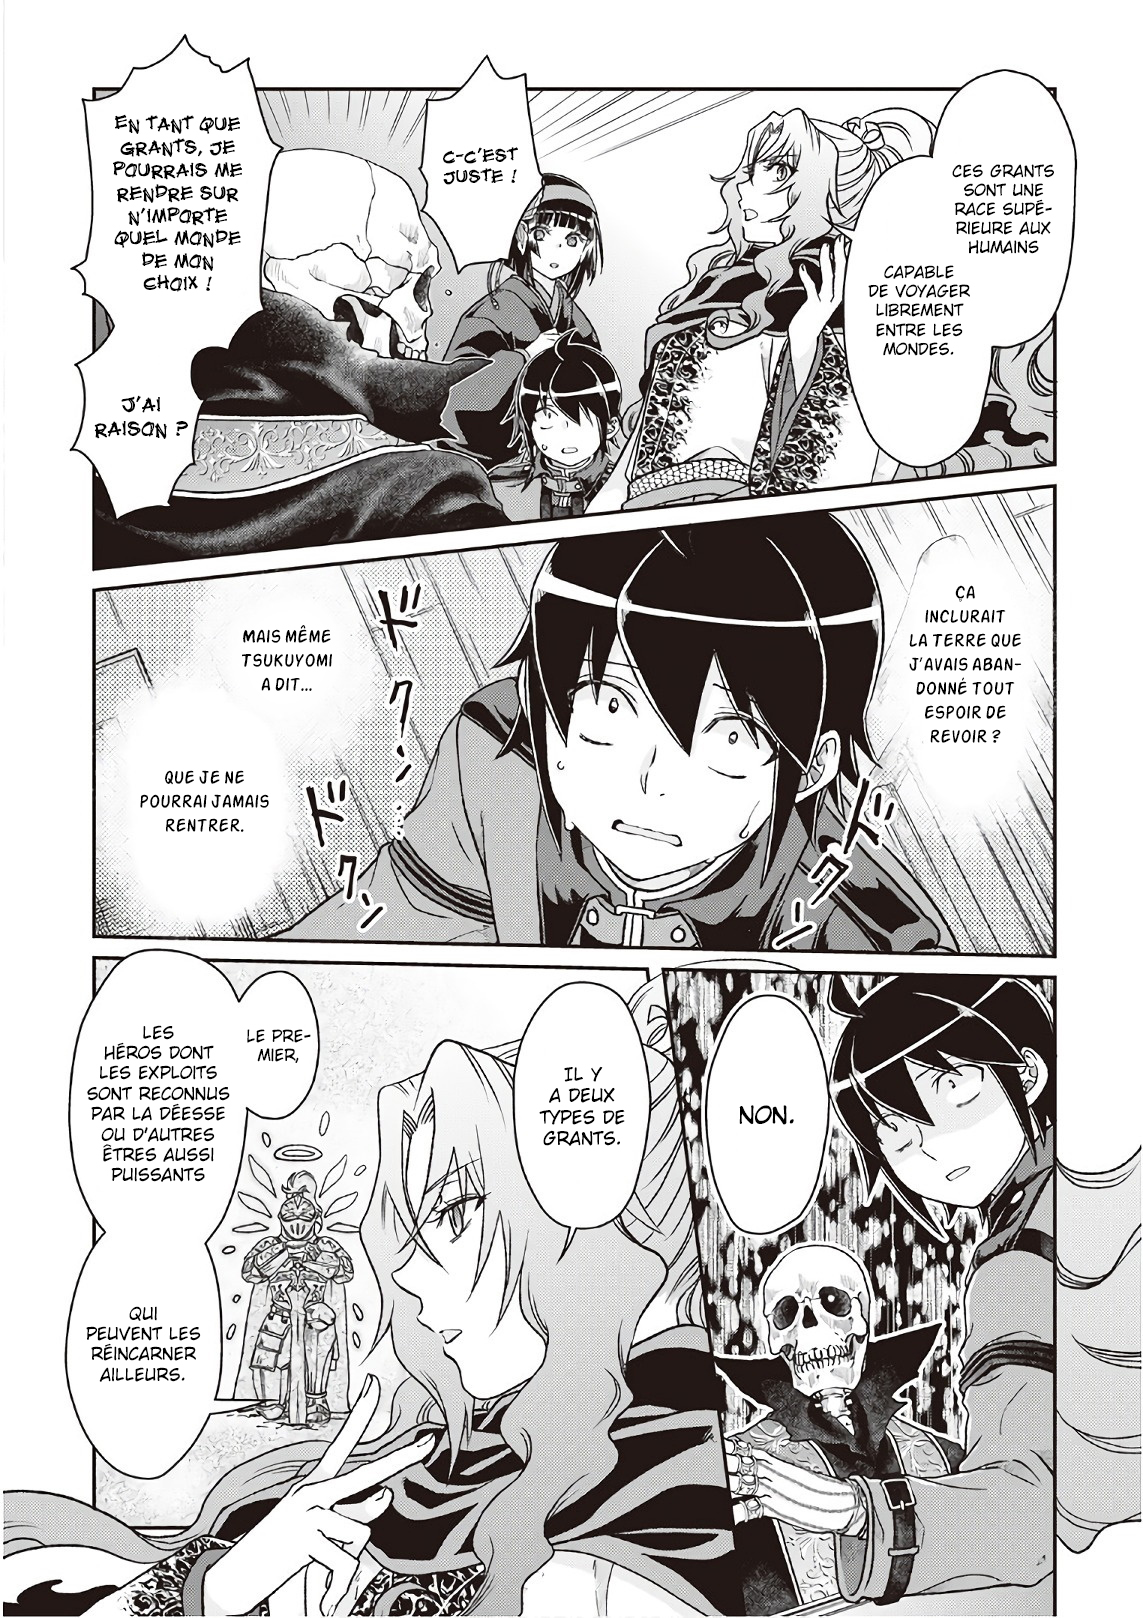 CES GRANTS
SONT UNE
RACE SUPÉ-
RIEURE AUX
HUMAINS
CAPABLE
DE VOYAGER
LIBREMENT
ENTRE LES
MONDES.
C-C'EST
JUSTE !
EN TANT QUE
GRANTS, JE
POURRAIS ME
RENDRE SUR
N'IMPORTE
QUEL MONDE
DE MON
CHOIX !
J'AI
RAISON ?
ÇA
INCLURAIT
LA TERRE QUE
J'AVAIS ABAN-
DONNÉ TOUT
ESPOIR DE
REVOIR ?
MAIS MÊME
TSUKUYOMI
A DIT...
QUE JE NE
POURRAI JAMAIS
RENTRER.
ドクン
ドクン
ドクン
NON.
IL Y
A DEUX
TYPES DE
GRANTS.
LE PRE-
MIER,
LES
HÉROS DONT
LES EXPLOITS
SONT RECONNUS
PAR LA DÉESSE
OU D'AUTRES
ÊTRES AUSSI
PUISSANTS
QUI
PEUVENT LES
RÉINCARNER
AILLEURS.